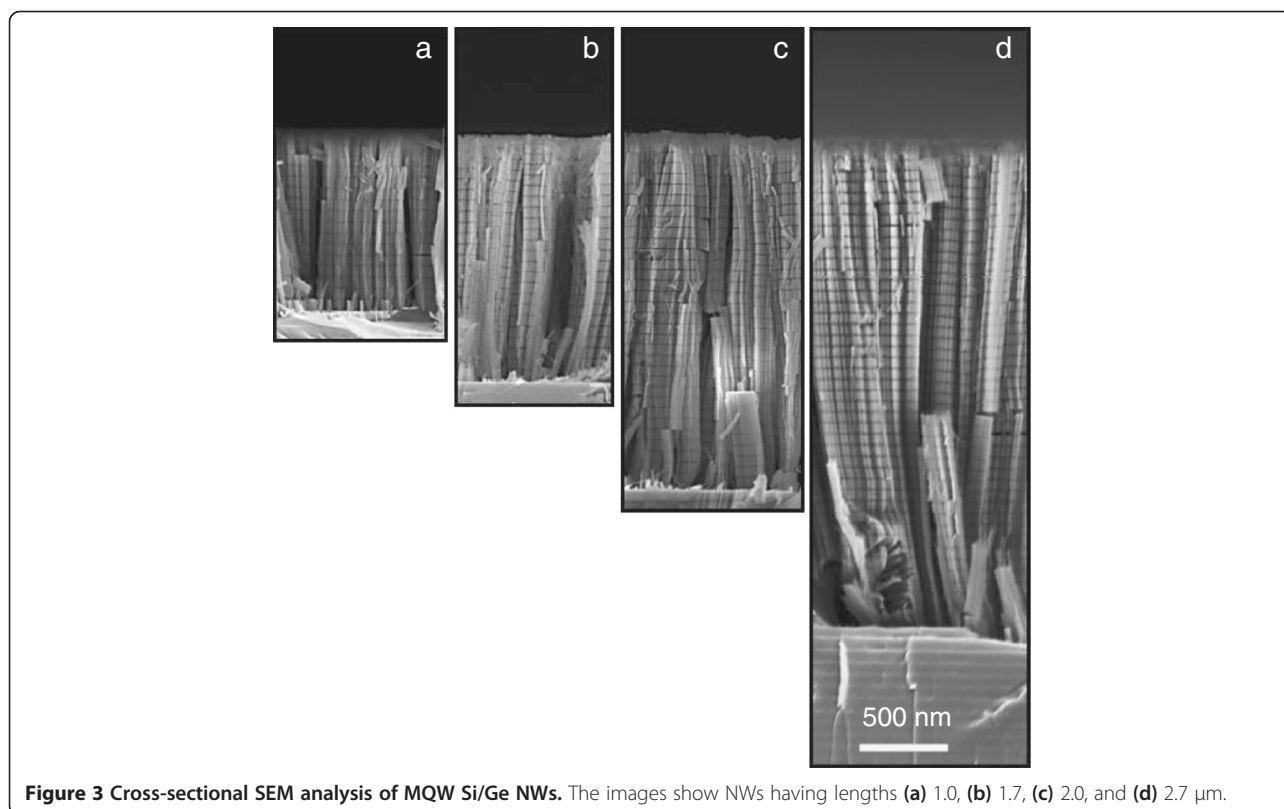 a b c d
500 nm
Figure 3 Cross-sectional SEM analysis of MQW Si/Ge NWs. The images show NWs having lengths (a) 1.0, (b) 1.7, (c) 2.0, and (d) 2.7 μm.